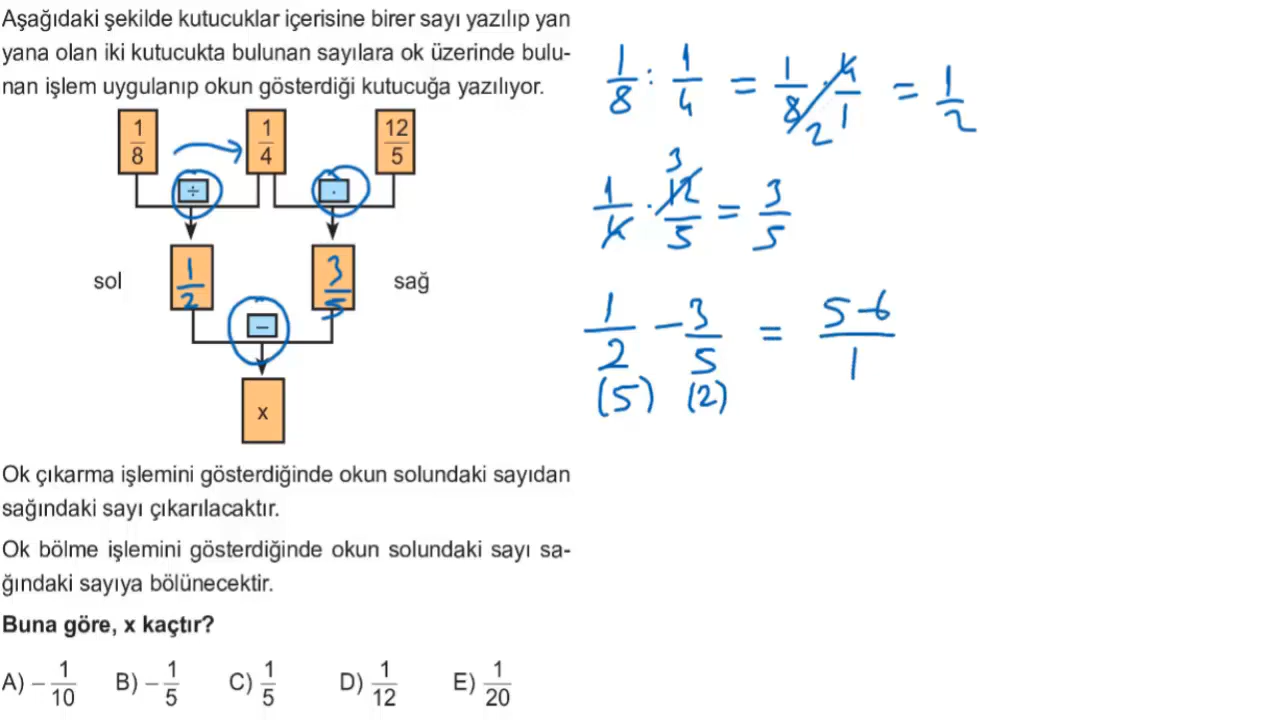 Aşağıdaki şekilde kutucuklar içerisine birer sayı yazılıp yan
yana olan iki kutucukta bulunan sayılara ok üzerinde bulu-
nan işlem uygulanıp okun gösterdiği kutucuğa yazılıyor.
1/8 1/4 12/5
÷ ·
sol 1/2 3/5 sağ
−
x
Ok çıkarma işlemini gösterdiğinde okun solundaki sayıdan
sağındaki sayı çıkarılacaktır.
Ok bölme işlemini gösterdiğinde okun solundaki sayı sa-
ğındaki sayıya bölünecektir.
Buna göre, x kaçtır?
A) −1/10 B) −1/5 C) 1/5 D) 1/12 E) 1/20
1/8 : 1/4 = 1/8 · 4/1 = 1/2
2
3
1/4 · 12/5 = 3/5
1/2 − 3/5 = 5-6/1
(5) (2)